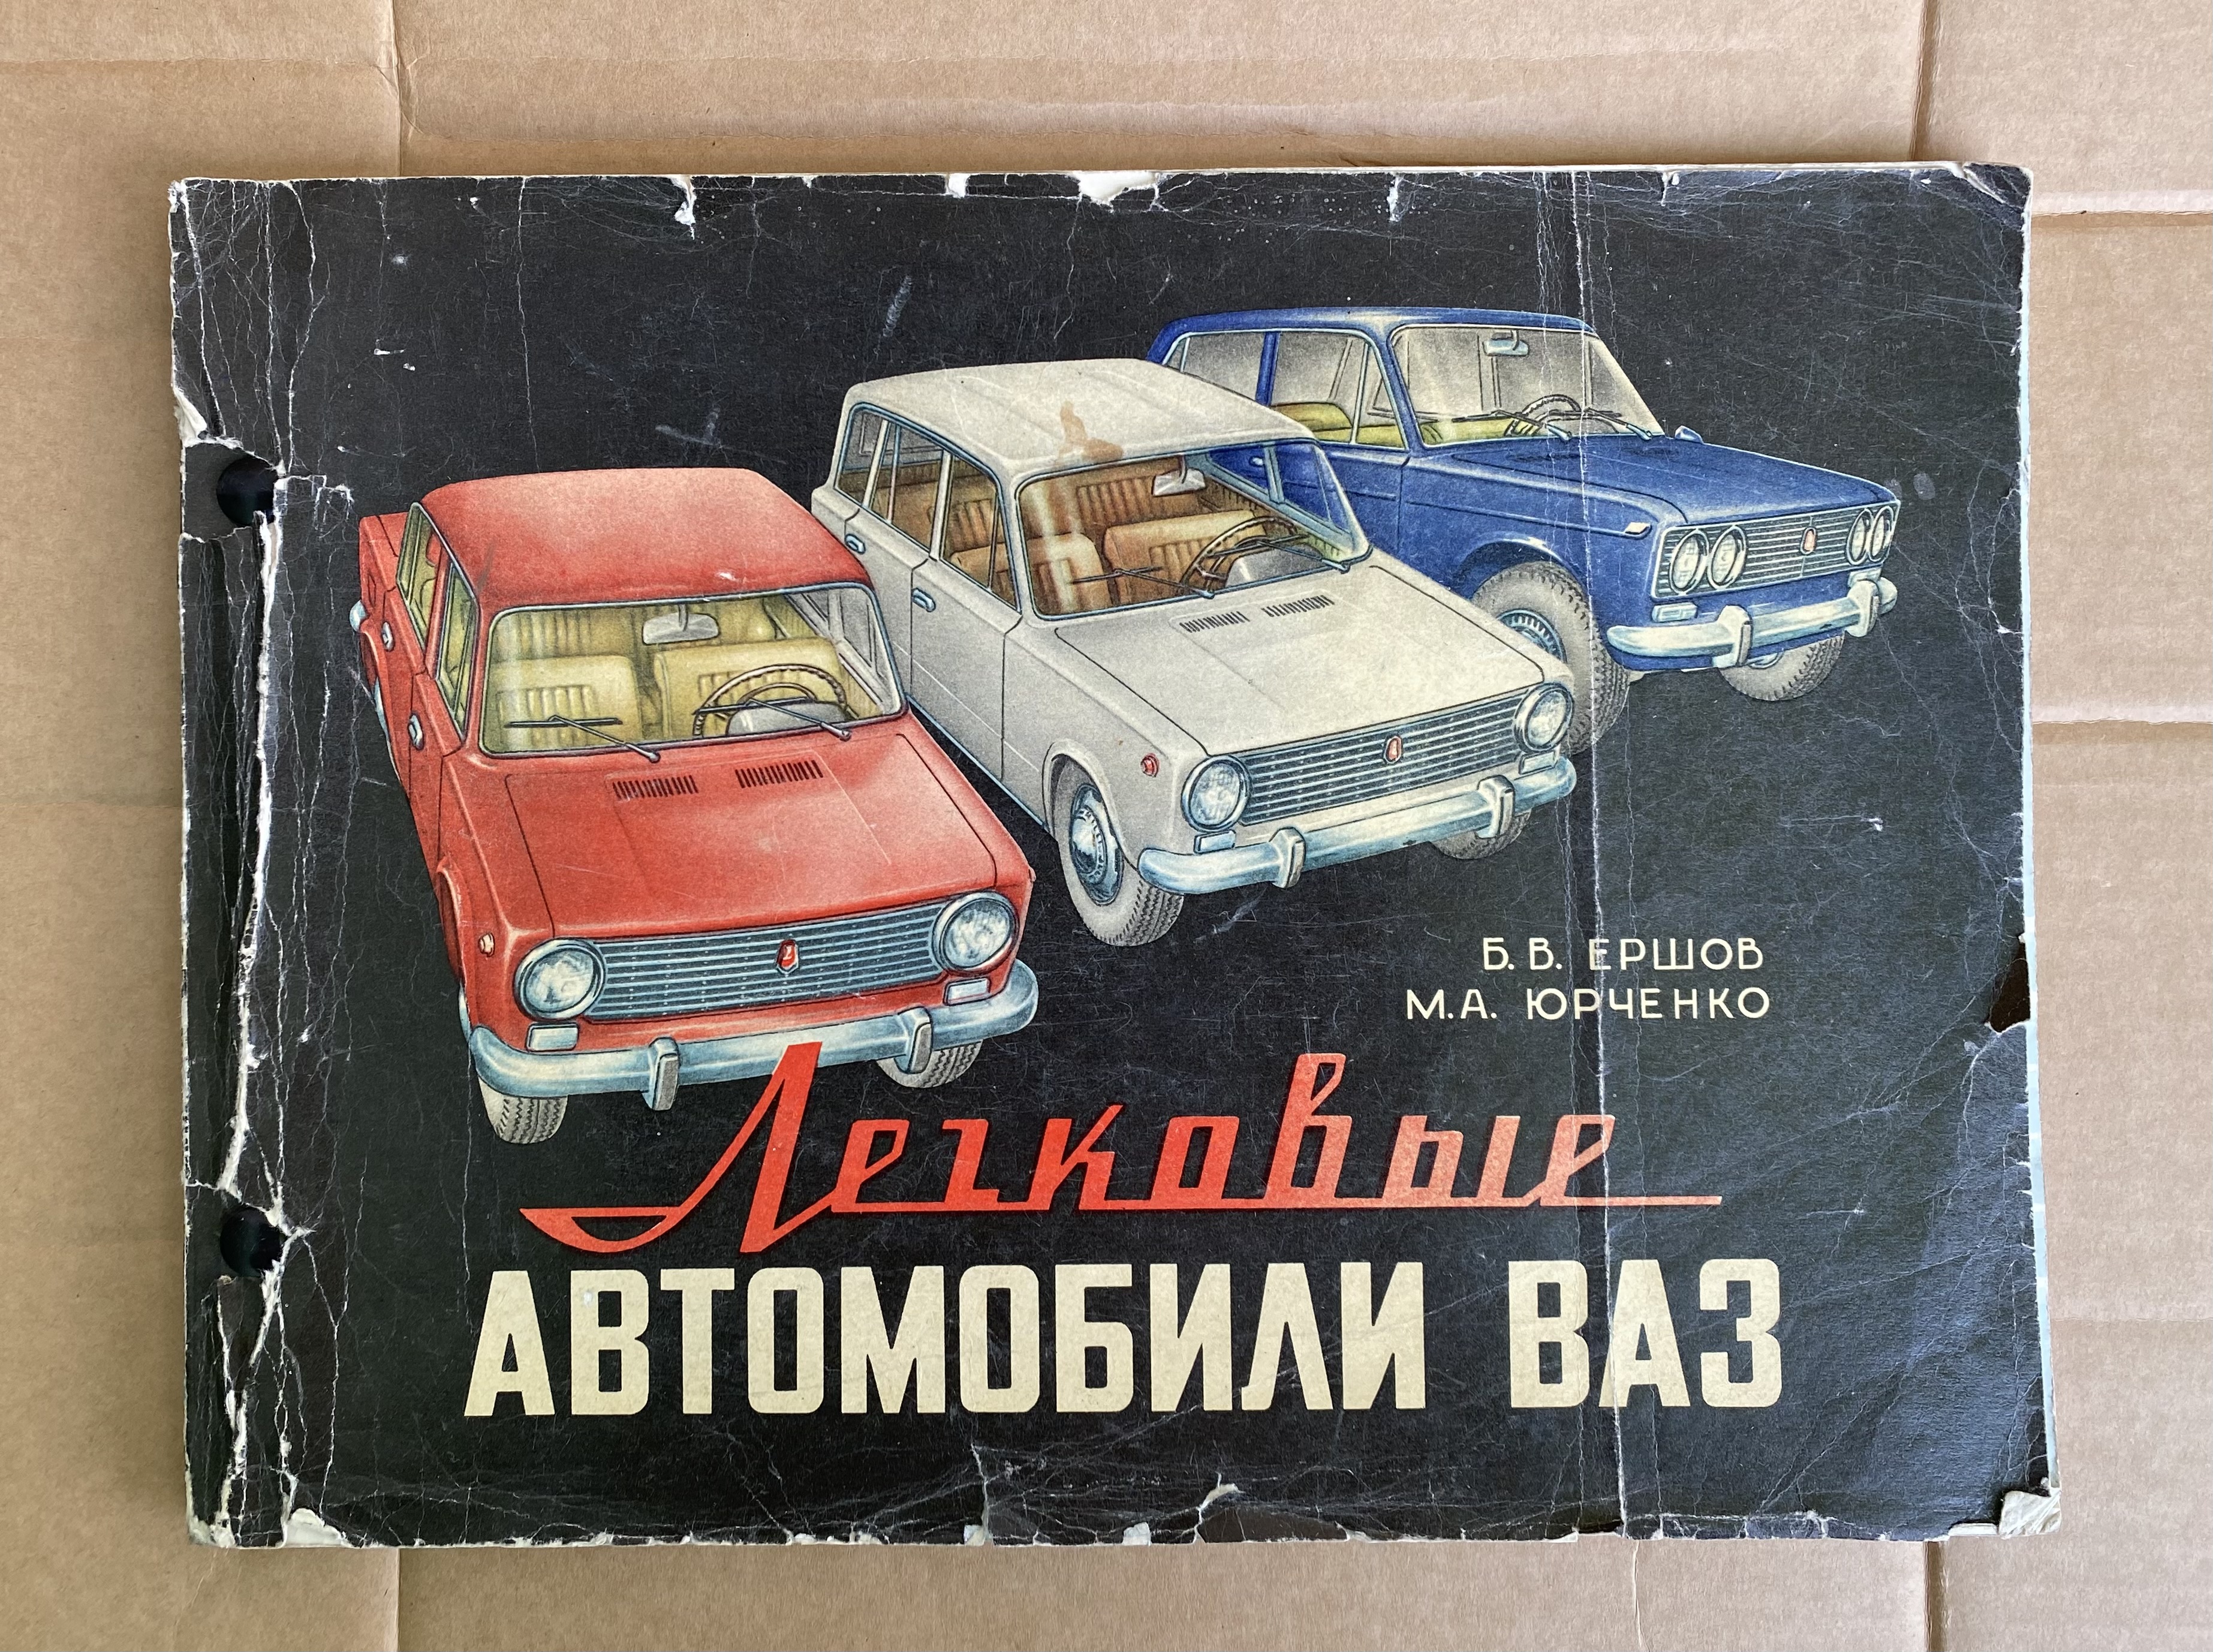 Б. В. ЕРШОВ
М. А. ЮРЧЕНКО
Легковые
АВТОМОБИЛИ ВАЗ